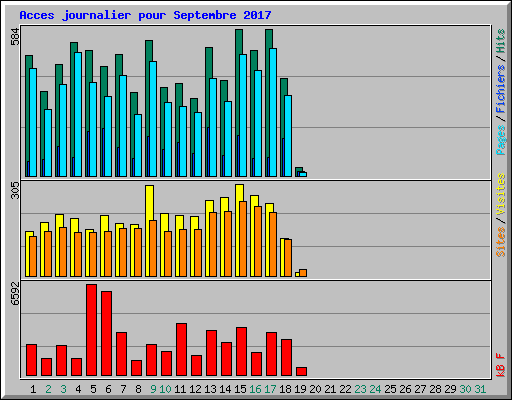 Acces journalier pour Septembre 2017
584
Pages/Fichiers/Hits
305
Sites/Visites
6592
kB F
1 2 3 4 5 6 7 8 9 10 11 12 13 14 15 16 17 18 19 20 21 22 23 24 25 26 27 28 29 30 31